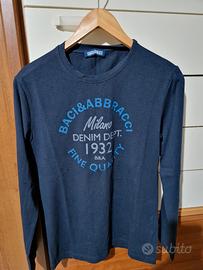 BACI&ABBRACCI
Milano
DENIM DEPT.
1932
B&A
FINE QUALITY
subito